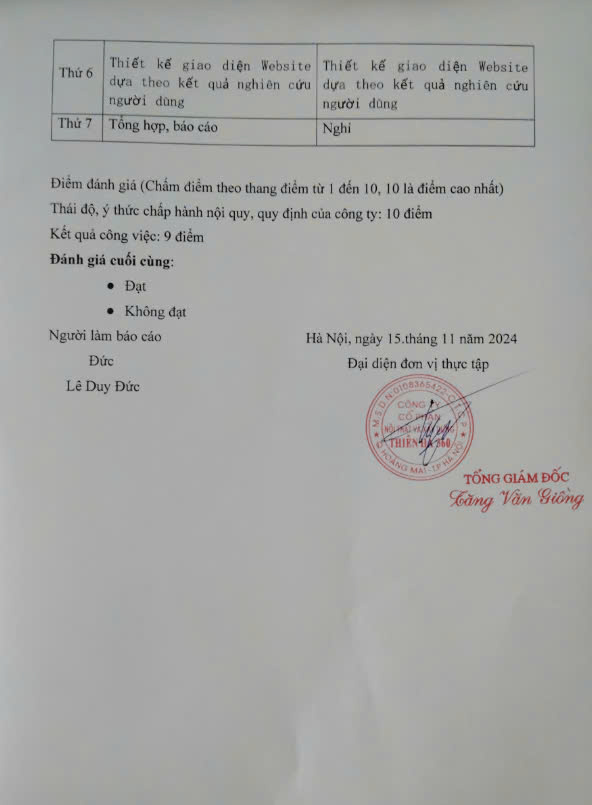 Thứ 6
Thiết kế giao diện Website
dựa theo kết quả nghiên cứu
người dùng
Thiết kế giao diện Website
dựa theo kết quả nghiên cứu
người dùng
Thứ 7
Tổng hợp, báo cáo
Nghỉ
Điểm đánh giá (Chấm điểm theo thang điểm từ 1 đến 10, 10 là điểm cao nhất)
Thái độ, ý thức chấp hành nội quy, quy định của công ty: 10 điểm
Kết quả công việc: 9 điểm
Đánh giá cuối cùng:
● Đạt
● Không đạt
Người làm báo cáo
Đức
Lê Duy Đức
Hà Nội, ngày 15.tháng 11 năm 2024
Đại diện đơn vị thực tập
M.S.D.N:0108365422-C.T.C.P
CÔNG TY
CỔ PHẦN
NỘI THẤT VÀ XÂY DỰNG
THIÊN HÀ 360
Q.HOÀNG MAI-TP HÀ NỘI
TỔNG GIÁM ĐỐC
Tăng Văn Giông